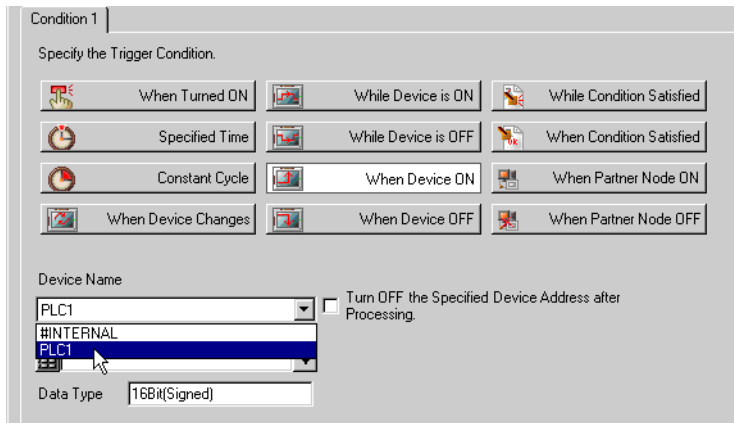 Condition 1
Specify the Trigger Condition.
When Turned ON
While Device is ON
While Condition Satisfied
Specified Time
While Device is OFF
When Condition Satisfied
Constant Cycle
When Device ON
When Partner Node ON
When Device Changes
When Device OFF
When Partner Node OFF
Device Name
PLC1
Turn OFF the Specified Device Address after
Processing.
#INTERNAL
PLC1
Data Type
16Bit(Signed)